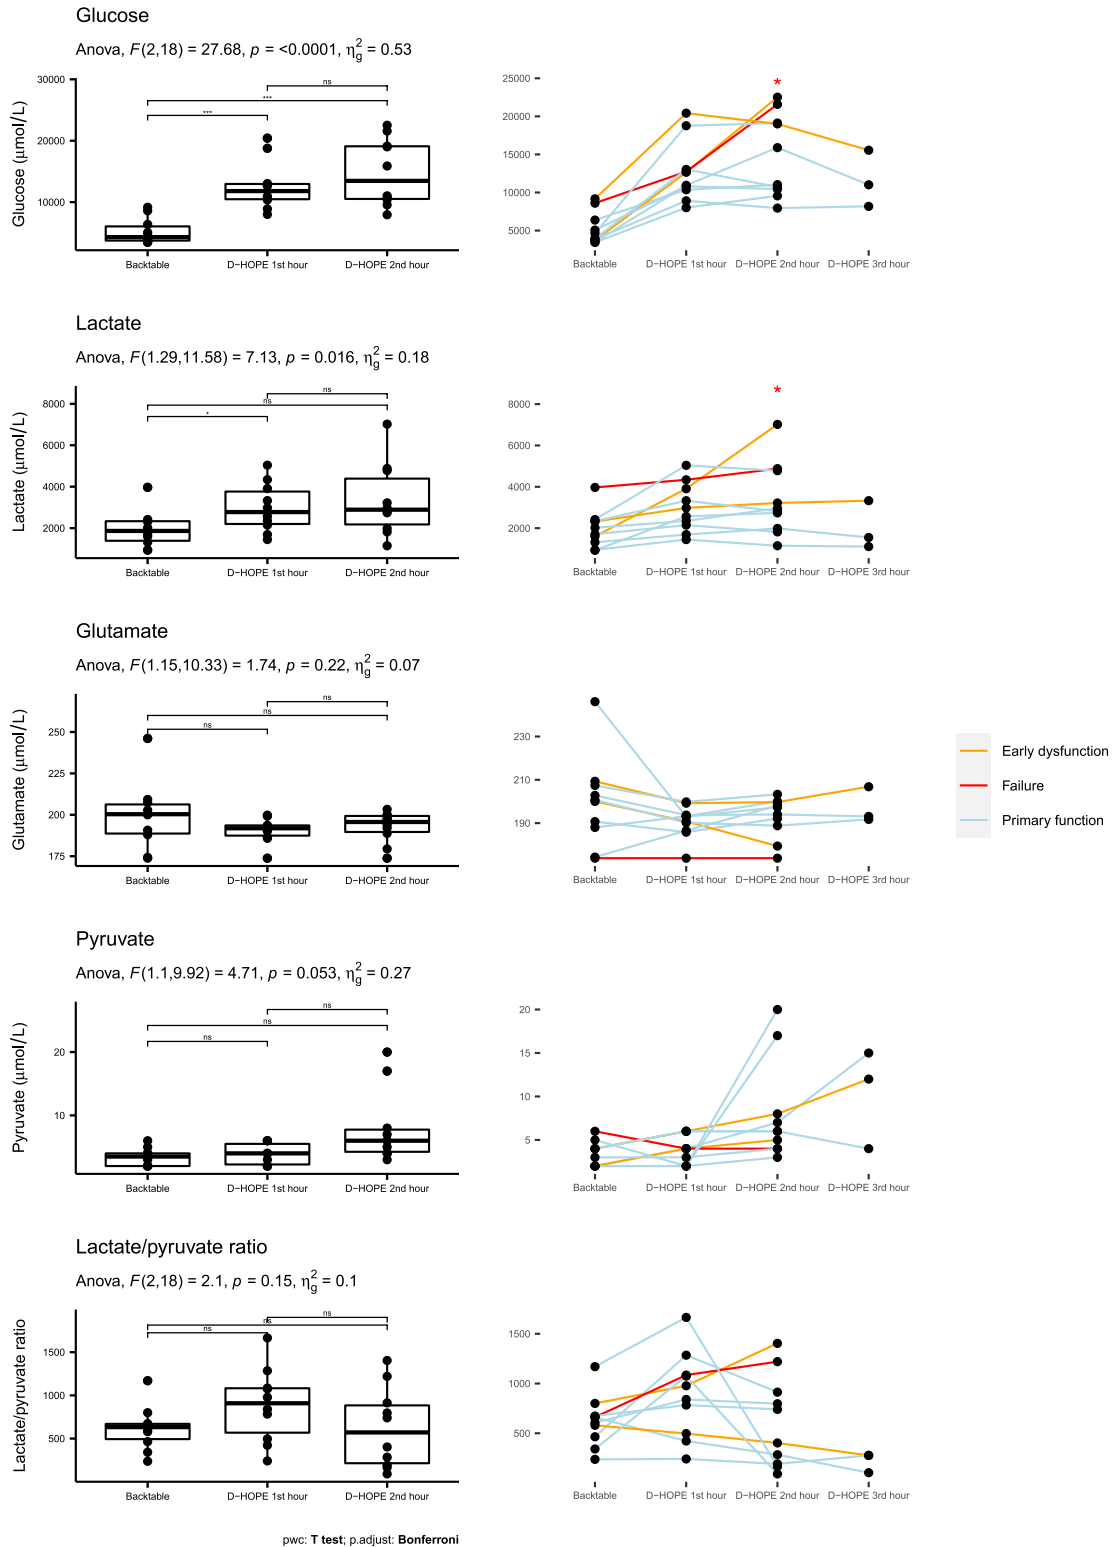 Glucose
Anova, F(2,18) = 27.68, p = <0.0001, η²g = 0.53
Glucose (μmol/L)
30000
20000
10000
ns
***
***
Backtable
D−HOPE 1st hour
D−HOPE 2nd hour
25000
20000
15000
10000
5000
*
Backtable
D−HOPE 1st hour
D−HOPE 2nd hour
D−HOPE 3rd hour
Lactate
Anova, F(1.29,11.58) = 7.13, p = 0.016, η²g = 0.18
Lactate (μmol/L)
8000
6000
4000
2000
ns
ns
*
Backtable
D−HOPE 1st hour
D−HOPE 2nd hour
8000
6000
4000
2000
*
Backtable
D−HOPE 1st hour
D−HOPE 2nd hour
D−HOPE 3rd hour
Glutamate
Anova, F(1.15,10.33) = 1.74, p = 0.22, η²g = 0.07
Glutamate (μmol/L)
250
225
200
175
ns
ns
ns
Backtable
D−HOPE 1st hour
D−HOPE 2nd hour
230
210
190
Backtable
D−HOPE 1st hour
D−HOPE 2nd hour
D−HOPE 3rd hour
Early dysfunction
Failure
Primary function
Pyruvate
Anova, F(1.1,9.92) = 4.71, p = 0.053, η²g = 0.27
Pyruvate (μmol/L)
20
10
ns
ns
ns
Backtable
D−HOPE 1st hour
D−HOPE 2nd hour
20
15
10
5
Backtable
D−HOPE 1st hour
D−HOPE 2nd hour
D−HOPE 3rd hour
Lactate/pyruvate ratio
Anova, F(2,18) = 2.1, p = 0.15, η²g = 0.1
Lactate/pyruvate ratio
1500
1000
500
ns
ns
ns
Backtable
D−HOPE 1st hour
D−HOPE 2nd hour
1500
1000
500
Backtable
D−HOPE 1st hour
D−HOPE 2nd hour
D−HOPE 3rd hour
pwc: T test; p.adjust: Bonferroni